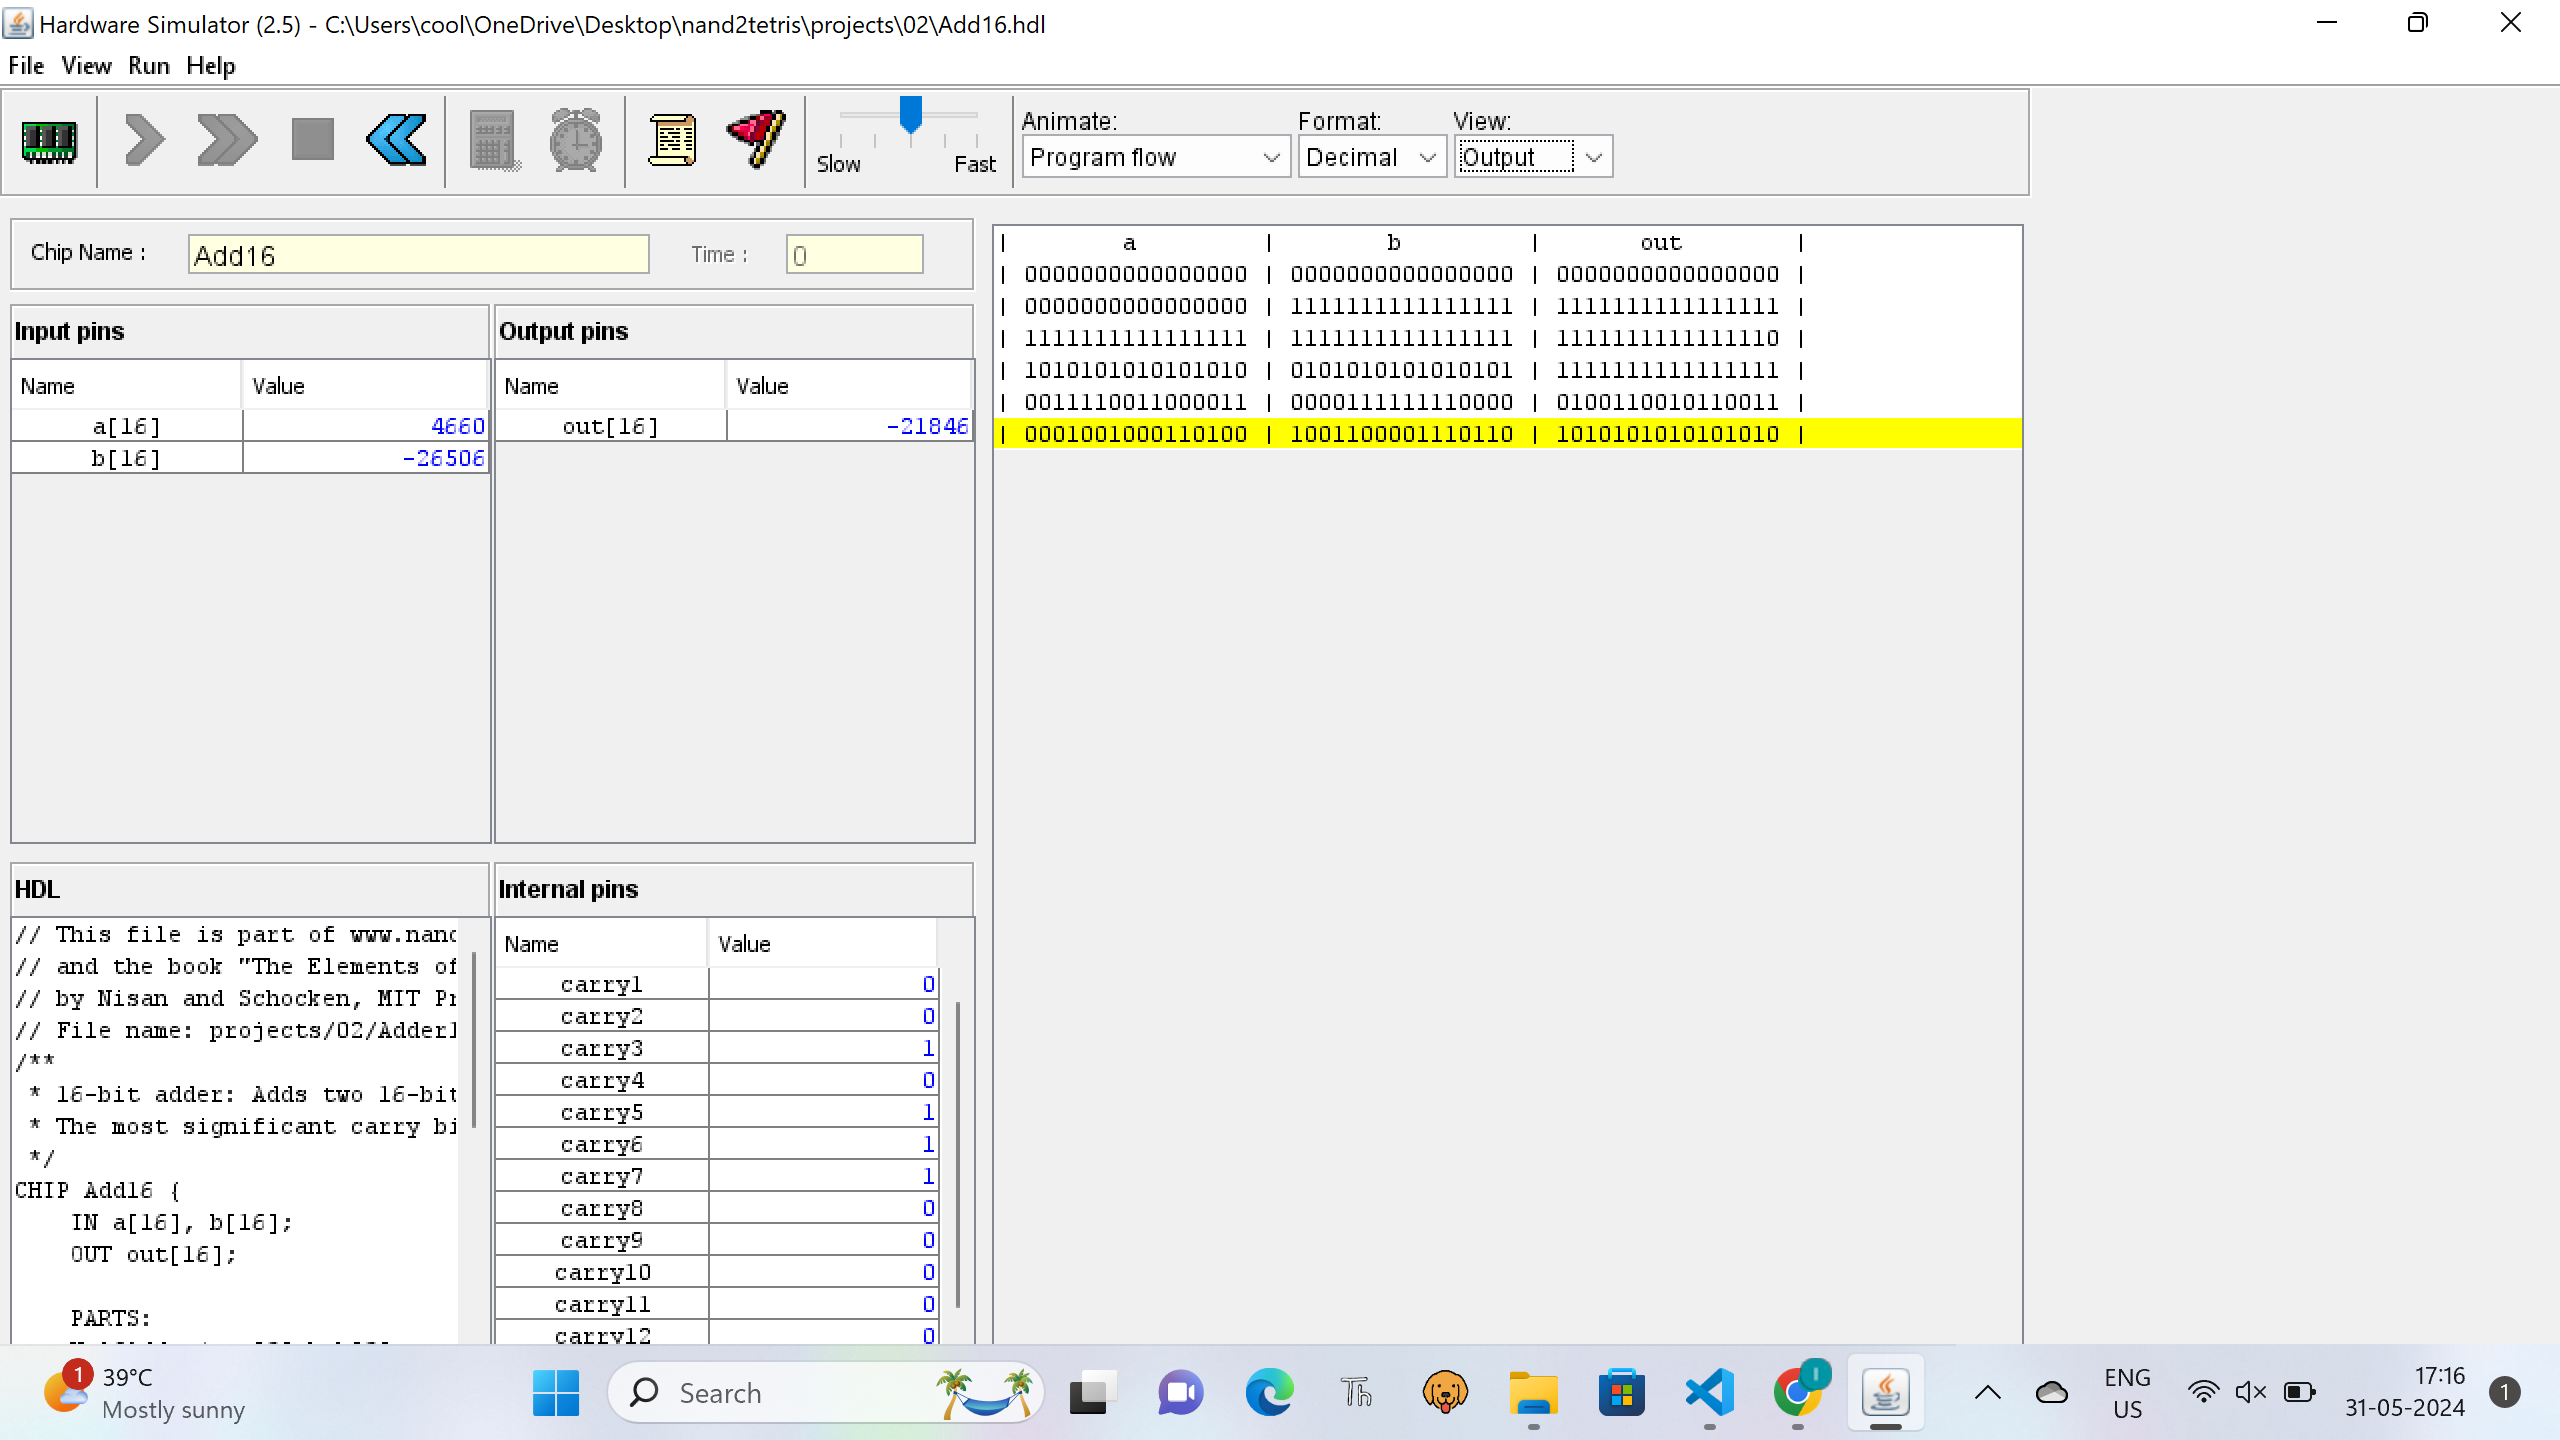 Hardware Simulator (2.5) - C:\Users\cool\OneDrive\Desktop\nand2tetris\projects\02\Add16.hdl
File View Run Help
Slow Fast
Animate: Format: View:
Program flow Decimal Output
Chip Name : Add16 Time : 0
Input pins
Name Value
a[16] 4660
b[16] -26506
Output pins
Name Value
out[16] -21846
| a | b | out |
| 0000000000000000 | 0000000000000000 | 0000000000000000 |
| 0000000000000000 | 1111111111111111 | 1111111111111111 |
| 1111111111111111 | 1111111111111111 | 1111111111111110 |
| 1010101010101010 | 0101010101010101 | 1111111111111111 |
| 0011110011000011 | 0000111111110000 | 0100110010110011 |
| 0001001000110100 | 1001100001110110 | 1010101010101010 |
HDL
// This file is part of www.nand
// and the book "The Elements of
// by Nisan and Schocken, MIT Pr
// File name: projects/02/Adder1
/**
* 16-bit adder: Adds two 16-bit
* The most significant carry bi
*/
CHIP Add16 {
IN a[16], b[16];
OUT out[16];
PARTS:
Internal pins
Name Value
carry1 0
carry2 0
carry3 1
carry4 0
carry5 1
carry6 1
carry7 1
carry8 0
carry9 0
carry10 0
carry11 0
carry12 0
1
39°C
Mostly sunny
Search
Th
I
ENG
US
17:16
31-05-2024
1